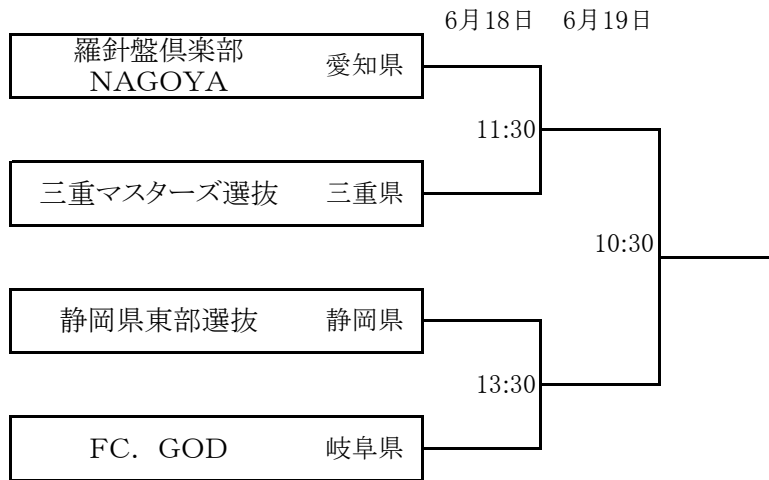 6月18日 6月19日
羅針盤倶楽部
NAGOYA
愛知県
11:30
三重マスターズ選抜 三重県
10:30
静岡県東部選抜 静岡県
13:30
FC. GOD 岐阜県